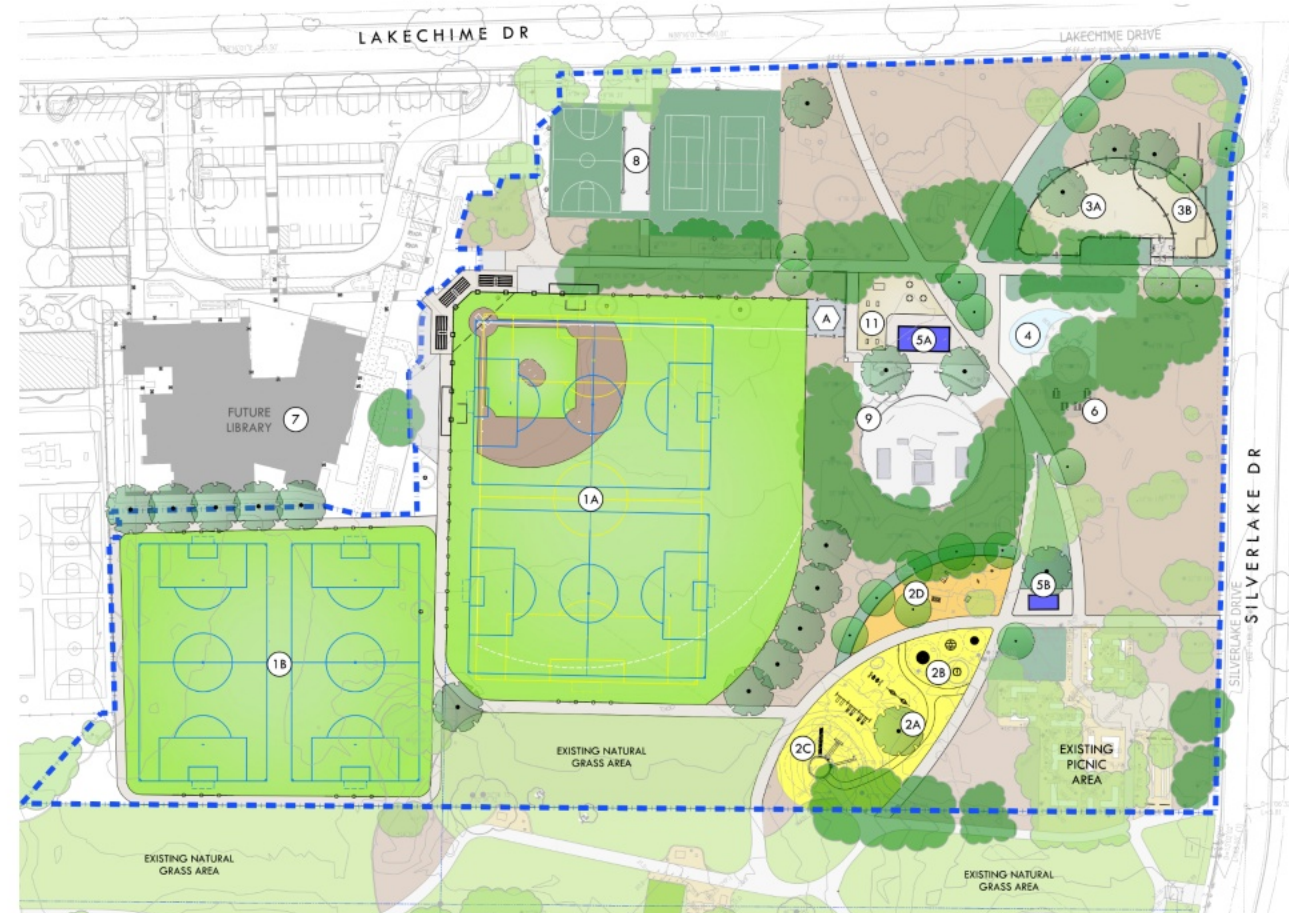 LAKECHIME DR
LAKECHIME DRIVE
8
3A
3B
A
11
5A
4
FUTURE
LIBRARY
7
9
6
1A
SILVERLAKE DR
SILVERLAKE DRIVE
2D
5B
1B
2B
2A
2C
EXISTING NATURAL
GRASS AREA
EXISTING
PICNIC
AREA
EXISTING NATURAL
GRASS AREA
EXISTING NATURAL
GRASS AREA